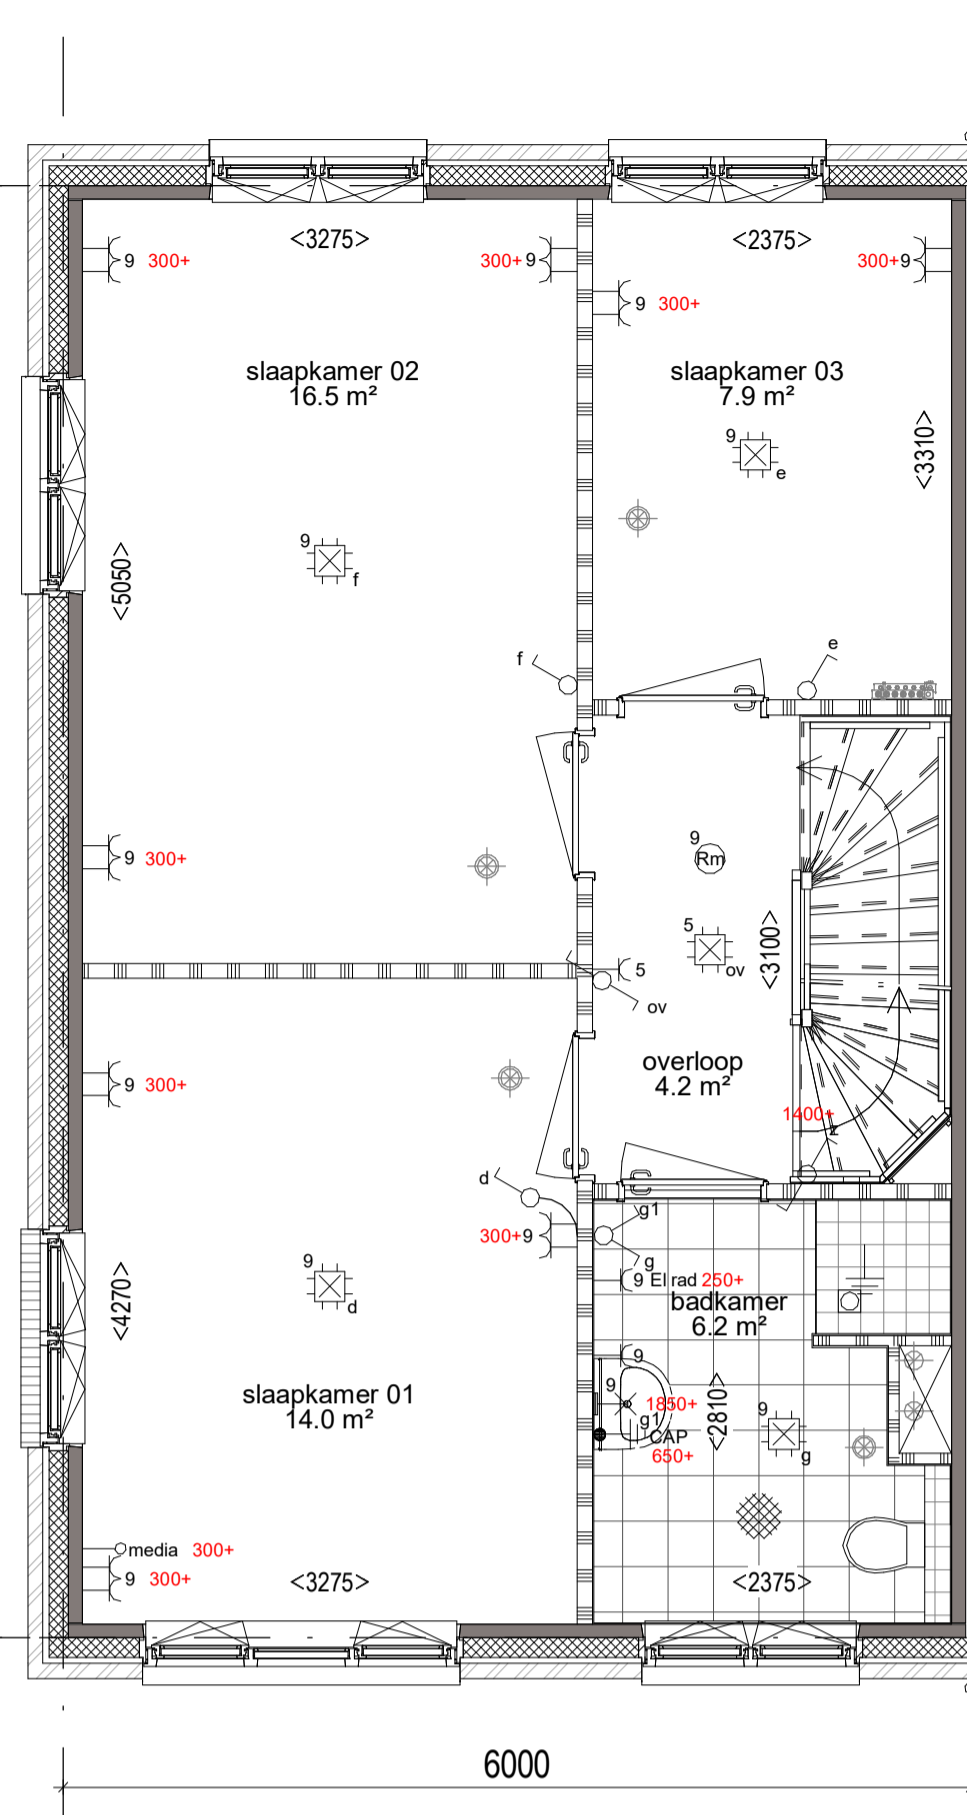 <3275>
<2375>
9 300+
300+9
300+9
9 300+
slaapkamer 02
16.5 m²
slaapkamer 03
7.9 m²
<3310>
9
e
9
f
<5050>
f
e
9 300+
9
Rm
5
ov
<3100>
5
ov
overloop
4.2 m²
9 300+
1400+
d
300+9
g1
g
9 El rad 250+
badkamer
6.2 m²
9
d
<4270>
9
9
1850+
g1
CAP
650+
<2810>
9
g
slaapkamer 01
14.0 m²
media 300+
9 300+
<3275>
<2375>
6000